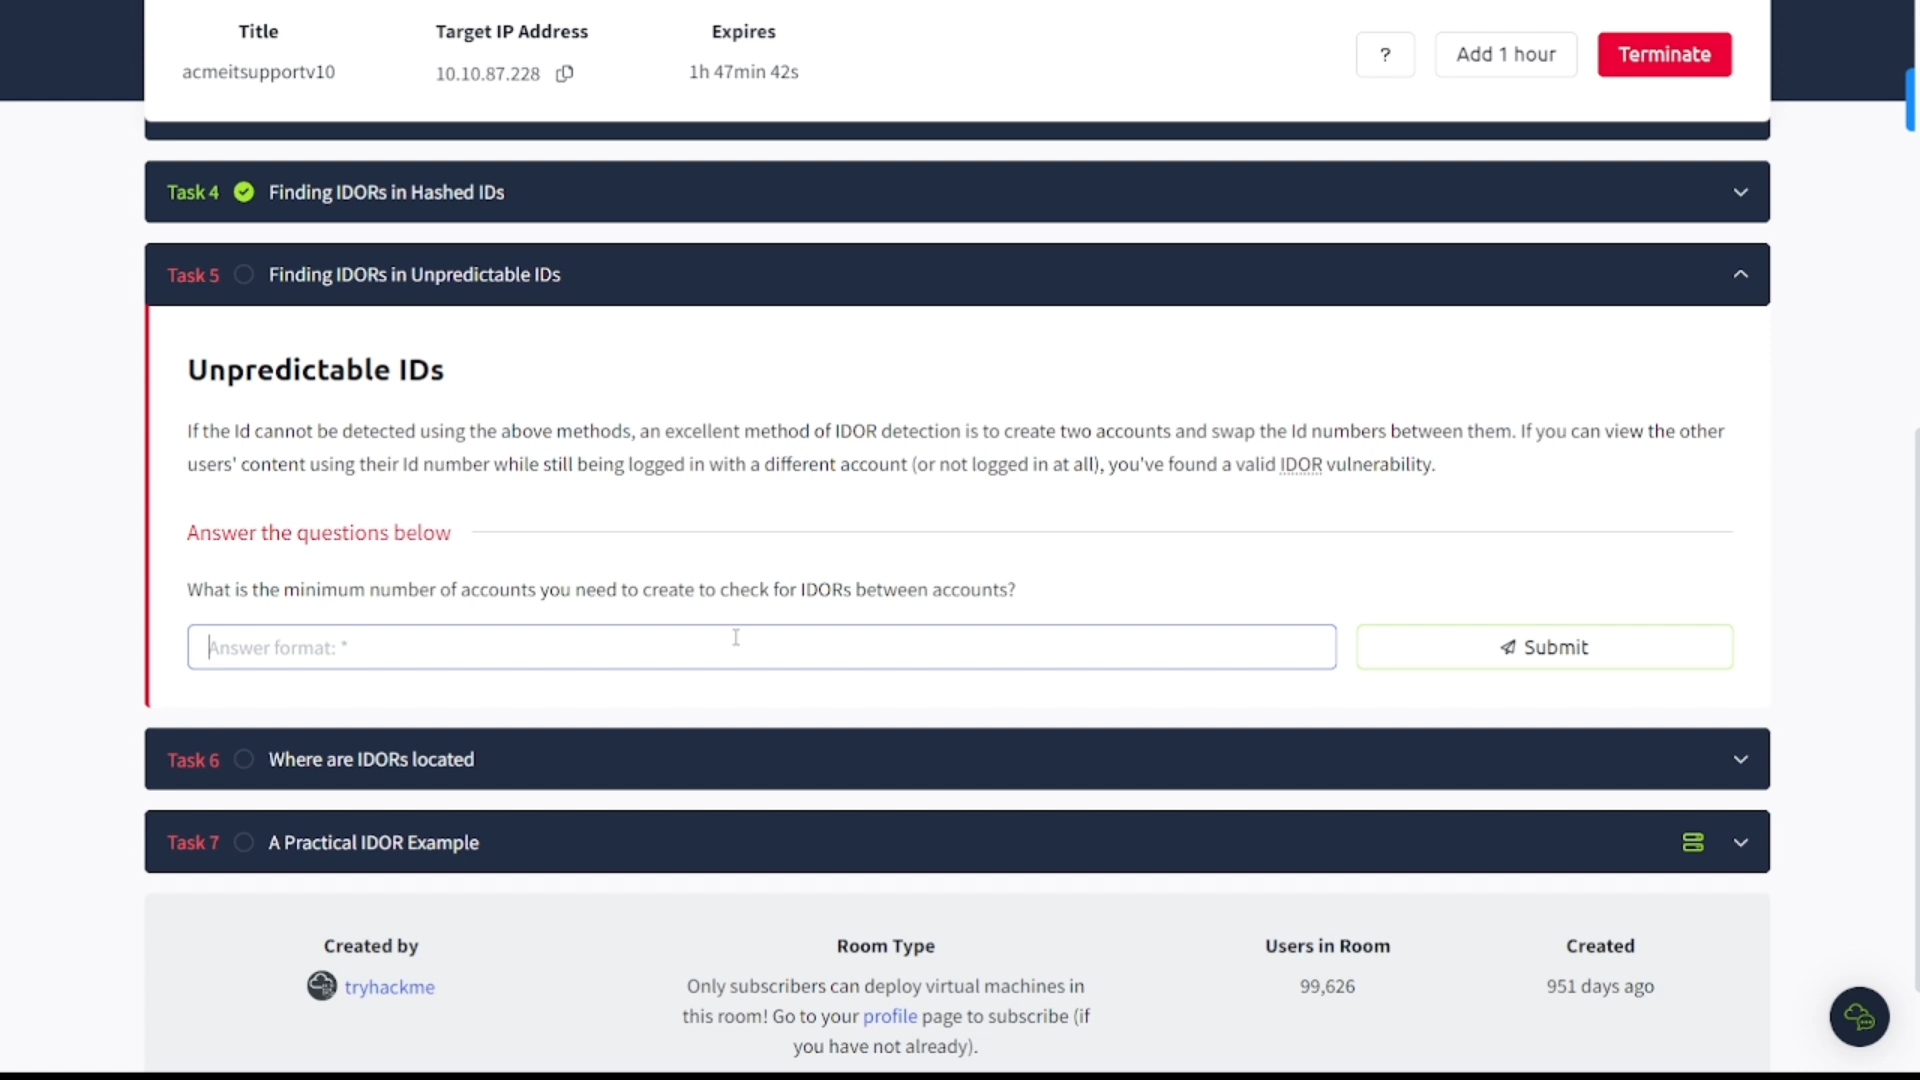 Title
Target IP Address
Expires
acmeitsupportv10
10.10.87.228
1h 47min 42s
?
Add 1 hour
Terminate
Task 4
Finding IDORs in Hashed IDs
Task 5
Finding IDORs in Unpredictable IDs
Unpredictable IDs
If the Id cannot be detected using the above methods, an excellent method of IDOR detection is to create two accounts and swap the Id numbers between them. If you can view the other
users' content using their Id number while still being logged in with a different account (or not logged in at all), you've found a valid IDOR vulnerability.
Answer the questions below
What is the minimum number of accounts you need to create to check for IDORs between accounts?
Answer format: *
Submit
Task 6
Where are IDORs located
Task 7
A Practical IDOR Example
Created by
tryhackme
Room Type
Only subscribers can deploy virtual machines in
this room! Go to your profile page to subscribe (if
you have not already).
Users in Room
99,626
Created
951 days ago